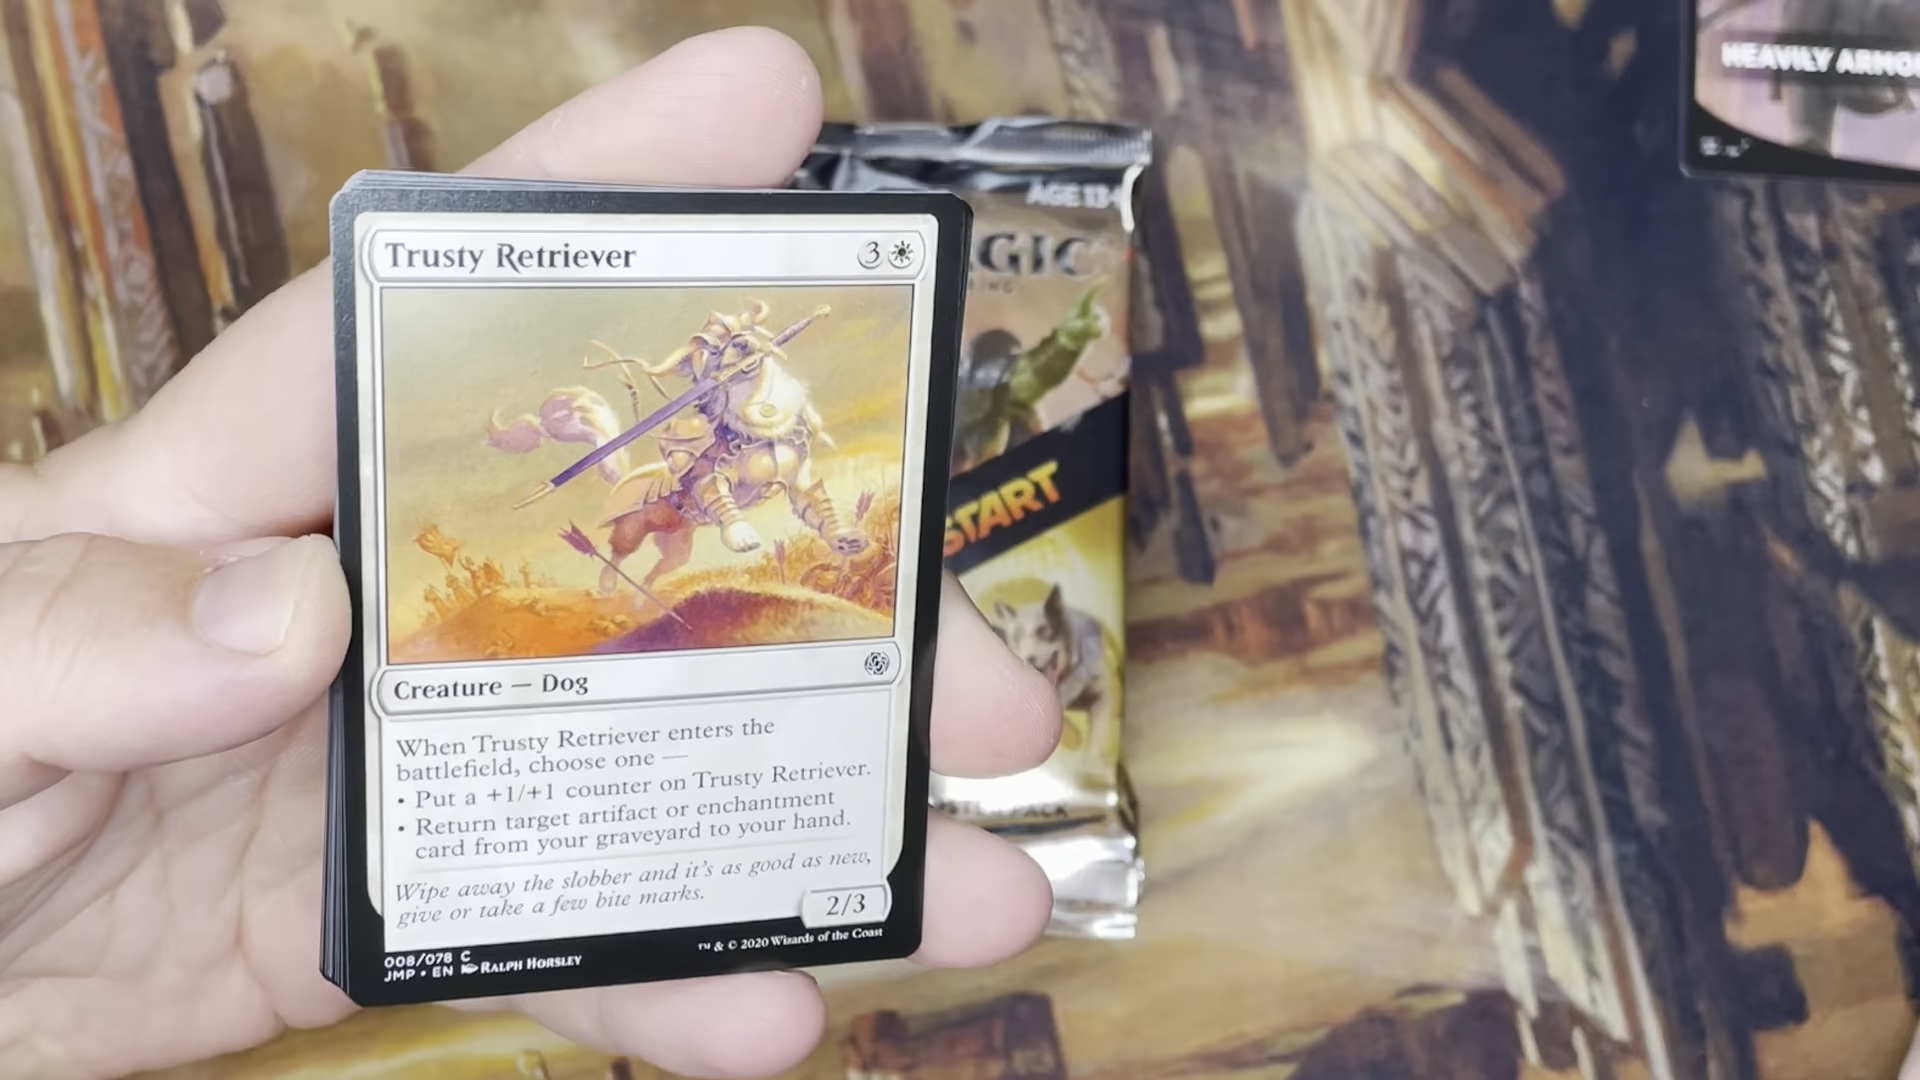 HEAVILY ARMO
AGE 13+
GIC
START
Trusty Retriever
3
Creature — Dog
When Trusty Retriever enters the
battlefield, choose one —
• Put a +1/+1 counter on Trusty Retriever.
• Return target artifact or enchantment
card from your graveyard to your hand.
Wipe away the slobber and it's as good as new,
give or take a few bite marks.
2/3
008/078 C
JMP • EN RALPH HORSLEY
™ & © 2020 Wizards of the Coast
PACK